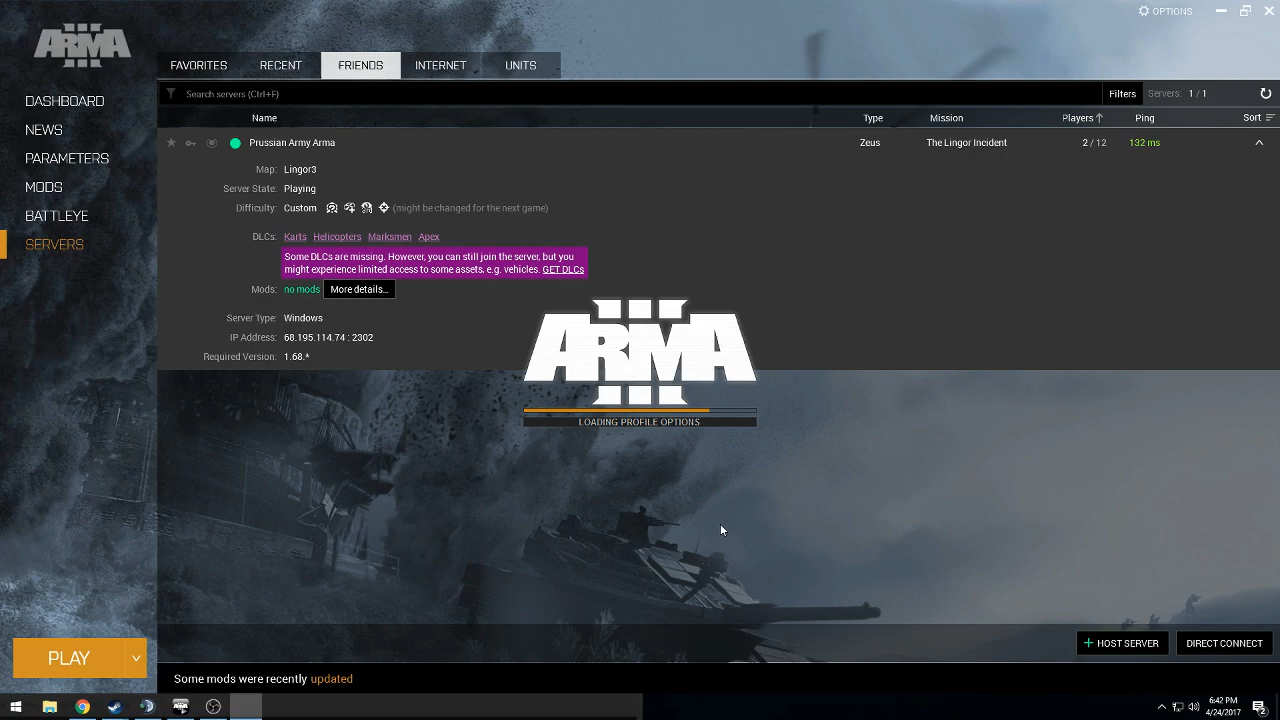 ARMA III
OPTIONS
FAVORITES RECENT FRIENDS INTERNET UNITS
DASHBOARD
NEWS
PARAMETERS
MODS
BATTLEYE
SERVERS
Search servers (Ctrl+F) Filters Servers: 1 / 1
Name Type Mission Players Ping Sort
Prussian Army Arma Zeus The Lingor Incident 2 / 12 132 ms
Map: Lingor3
Server State: Playing
Difficulty: Custom (might be changed for the next game)
DLCs: Karts Helicopters Marksmen Apex
Some DLCs are missing. However, you can still join the server, but you
might experience limited access to some assets, e.g. vehicles. GET DLCs
Mods: no mods More details...
Server Type: Windows
IP Address: 68.195.114.74 : 2302
Required Version: 1.68.*
ARMA III
LOADING PROFILE OPTIONS
HOST SERVER DIRECT CONNECT
PLAY
Some mods were recently updated
6:42 PM
4/24/2017
2